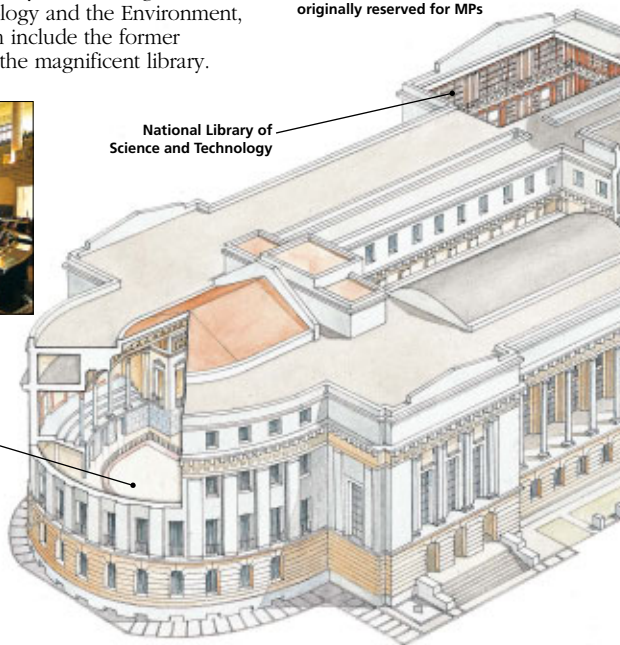 ology and the Environment,
include the former
the magnificent library.
originally reserved for MPs
National Library of
Science and Technology